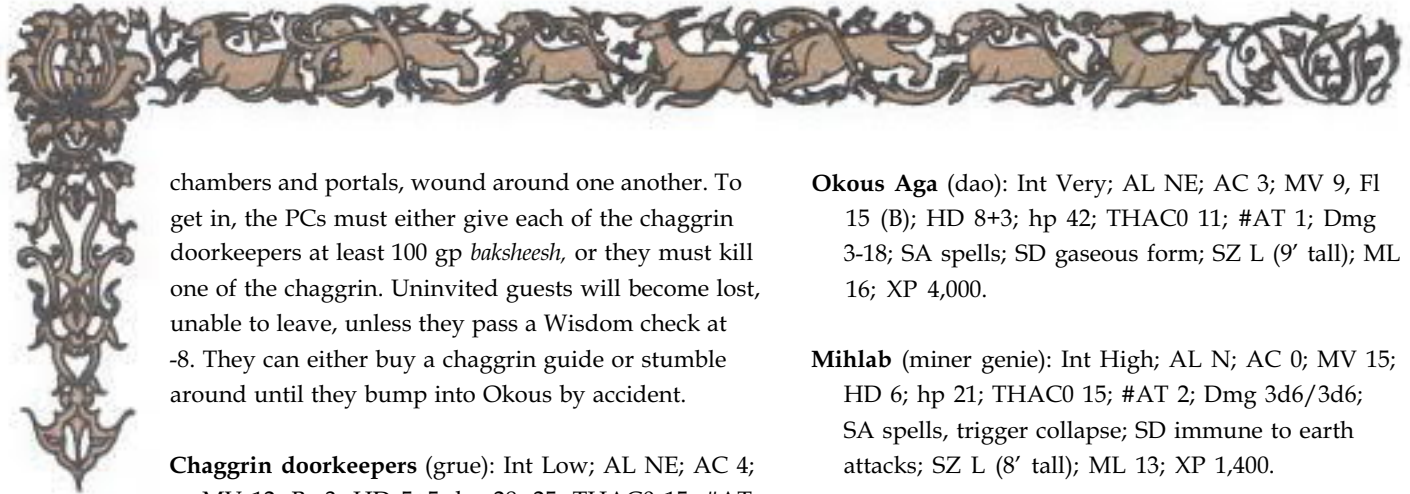 chambers and portals, wound around one another. To
get in, the PCs must either give each of the chaggrin
doorkeepers at least 100 gp baksheesh, or they must kill
one of the chaggrin. Uninvited guests will become lost,
unable to leave, unless they pass a Wisdom check at
-8. They can either buy a chaggrin guide or stumble
around until they bump into Okous by accident.
Chaggrin doorkeepers (grue): Int Low; AL NE; AC 4;
Okous Aga (dao): Int Very; AL NE; AC 3; MV 9, Fl
15 (B); HD 8+3; hp 42; THAC0 11; #AT 1; Dmg
3-18; SA spells; SD gaseous form; SZ L (9’ tall); ML
16; XP 4,000.
Mihlab (miner genie): Int High; AL N; AC 0; MV 15;
HD 6; hp 21; THAC0 15; #AT 2; Dmg 3d6/3d6;
SA spells, trigger collapse; SD immune to earth
attacks; SZ L (8’ tall); ML 13; XP 1,400.